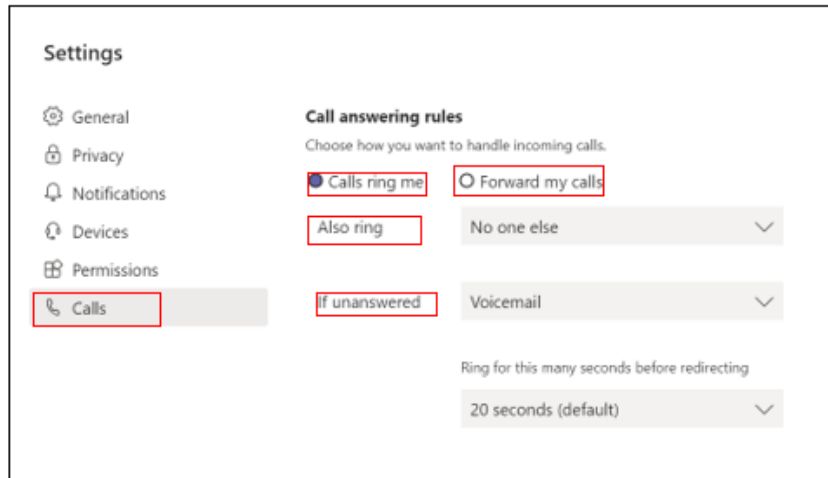 Settings
General
Privacy
Notifications
Devices
Permissions
Calls
Call answering rules
Choose how you want to handle incoming calls.
Calls ring me Forward my calls
Also ring No one else
If unanswered Voicemail
Ring for this many seconds before redirecting
20 seconds (default)